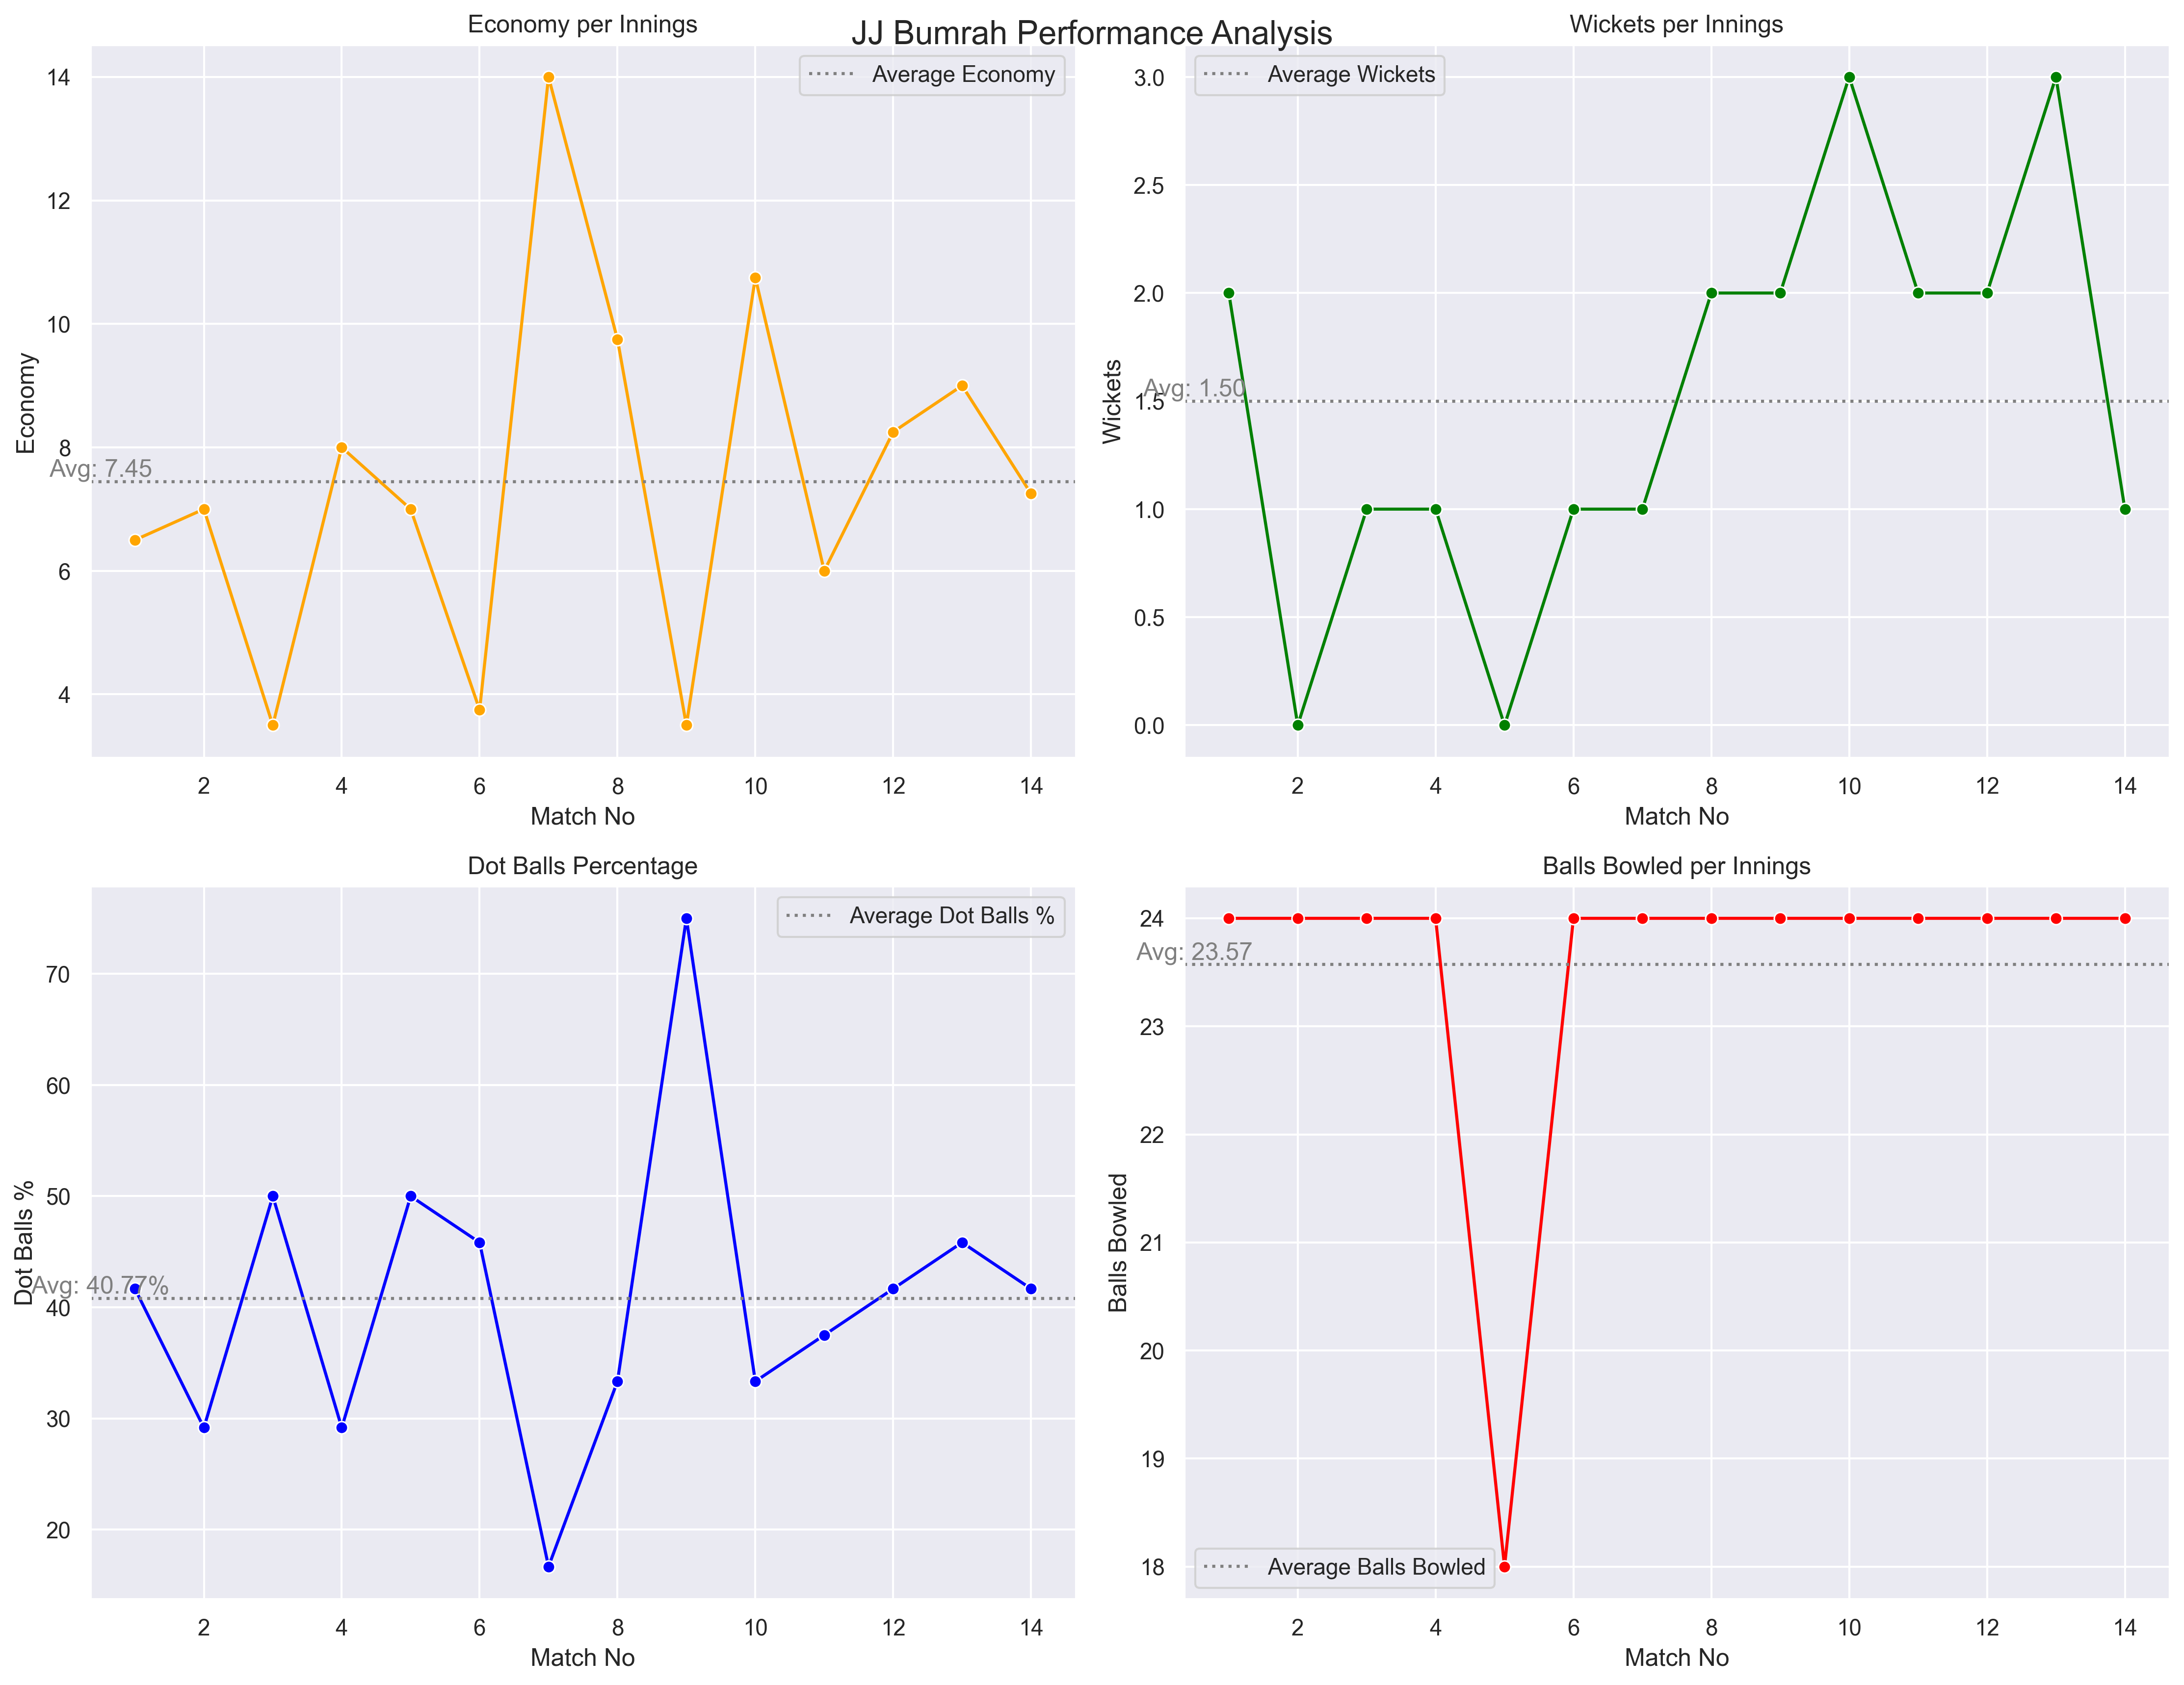 JJ Bumrah Performance Analysis
Economy per Innings
Average Economy
Economy
14
12
10
8
6
4
Avg: 7.45
2 4 6 8 10 12 14
Match No
Wickets per Innings
Average Wickets
Wickets
3.0
2.5
2.0
1.5
1.0
0.5
0.0
Avg: 1.50
2 4 6 8 10 12 14
Match No
Dot Balls Percentage
Average Dot Balls %
Dot Balls %
70
60
50
40
30
20
Avg: 40.77%
2 4 6 8 10 12 14
Match No
Balls Bowled per Innings
Balls Bowled
24
23
22
21
20
19
18
Avg: 23.57
Average Balls Bowled
2 4 6 8 10 12 14
Match No